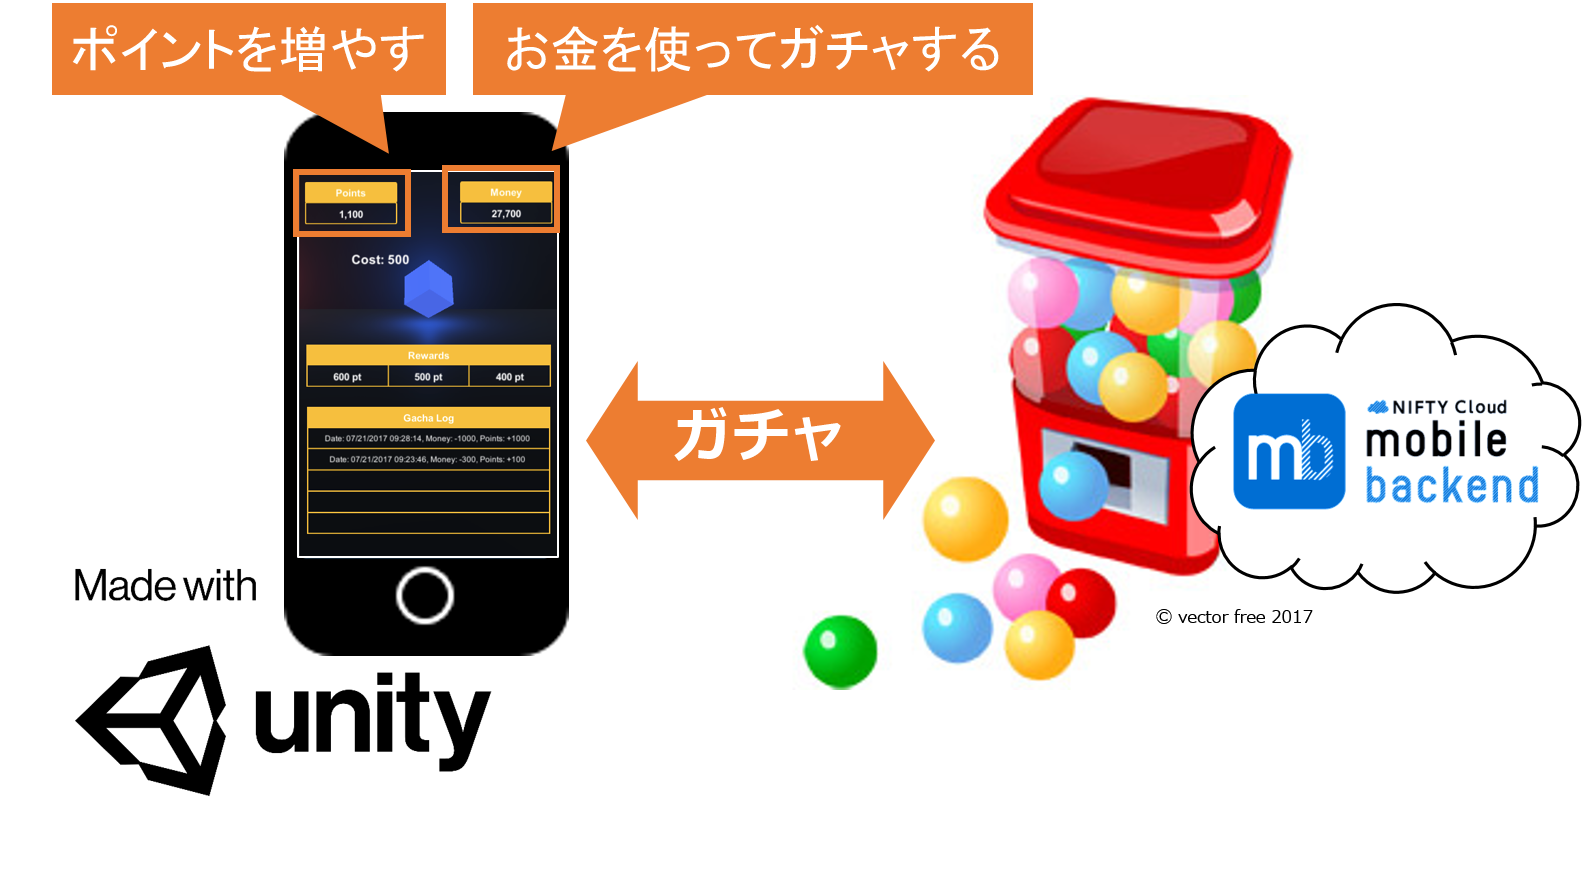 ポイントを増やす
お金を使ってガチャする
Points
1,100
Money
27,700
Cost: 500
Rewards
600 pt
500 pt
400 pt
Gacha Log
Date: 07/21/2017 09:28:14, Money: -1000, Points: +1000
Date: 07/21/2017 09:23:46, Money: -300, Points: +100
ガチャ
mb
NIFTY Cloud
mobile
backend
© vector free 2017
Made with
unity